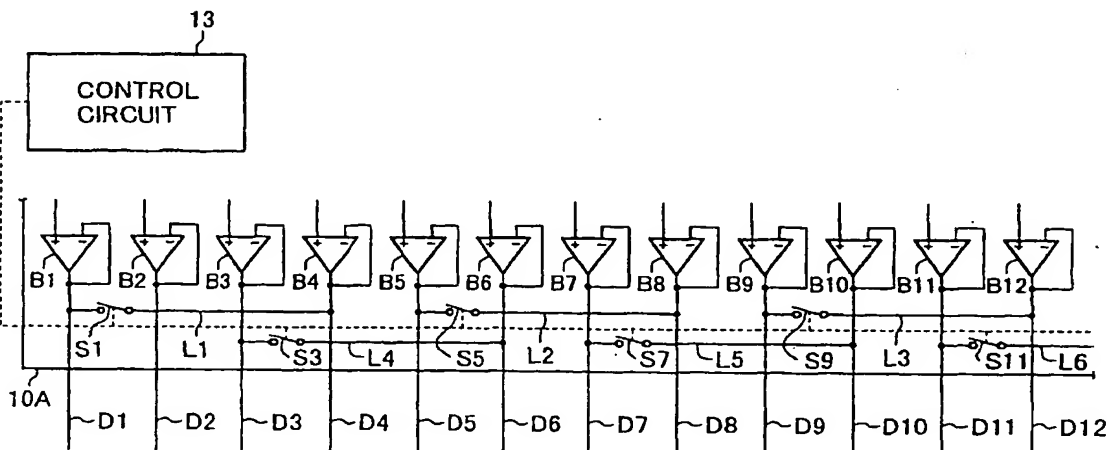 13
CONTROL
CIRCUIT
+ - + - + - + - + - + - + - + - + - + - + - + -
B1 B2 B3 B4 B5 B6 B7 B8 B9 B10 B11 B12
S1 L1 S3 L4 S5 L2 S7 L5 S9 L3 S11 L6
10A
D1 D2 D3 D4 D5 D6 D7 D8 D9 D10 D11 D12